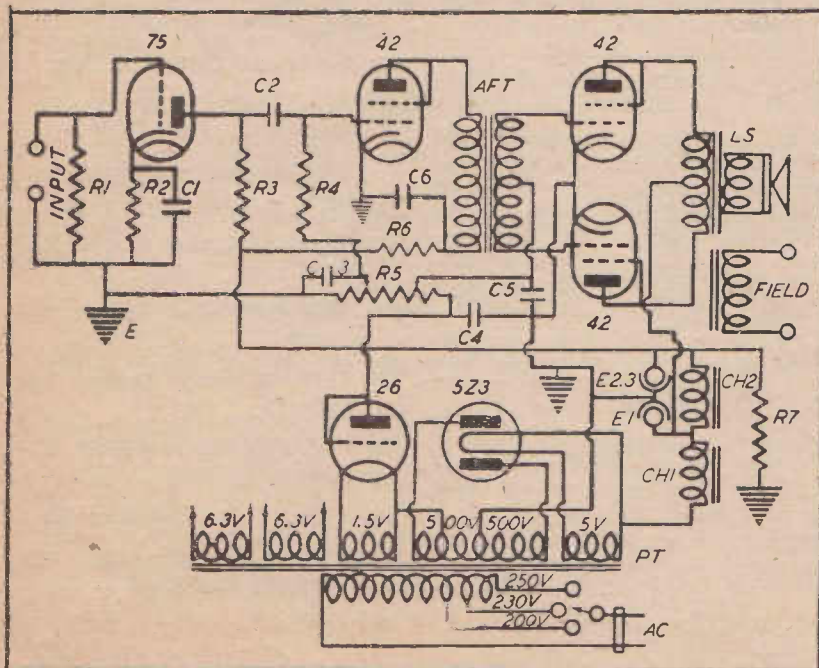 75
42
42
C2
AFT
LS
INPUT
R1
R2
C1
R3
R4
C6
R6
C3
R5
C5
C4
FIELD
E
42
26
5Z3
E2.3
E1
CH2
CH1
R7
6.3V
6.3V
1.5V
500V
500V
5V
PT
250V
230V
200V
AC